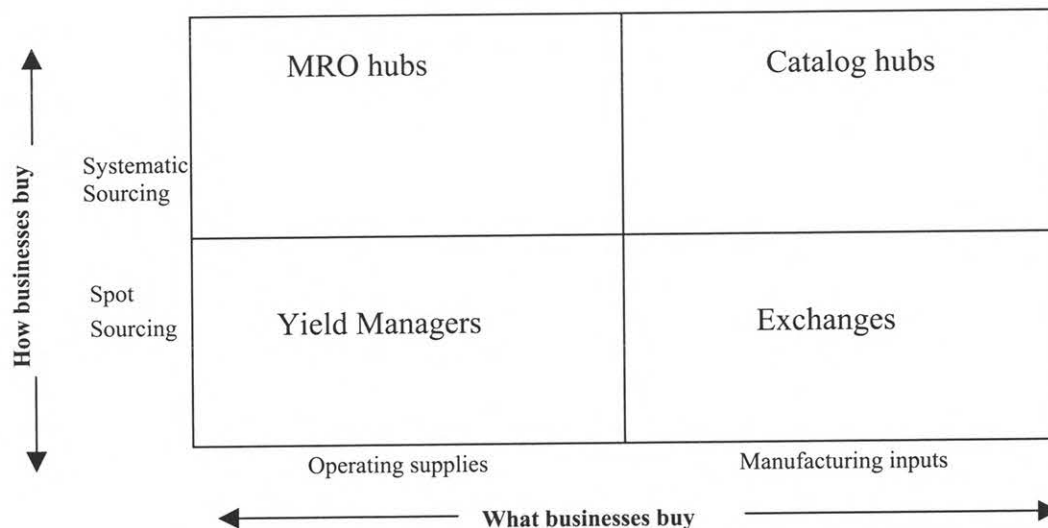 MRO hubs
Catalog hubs
Systematic
Sourcing
How businesses buy
Spot
Sourcing
Yield Managers
Exchanges
Operating supplies
Manufacturing inputs
What businesses buy